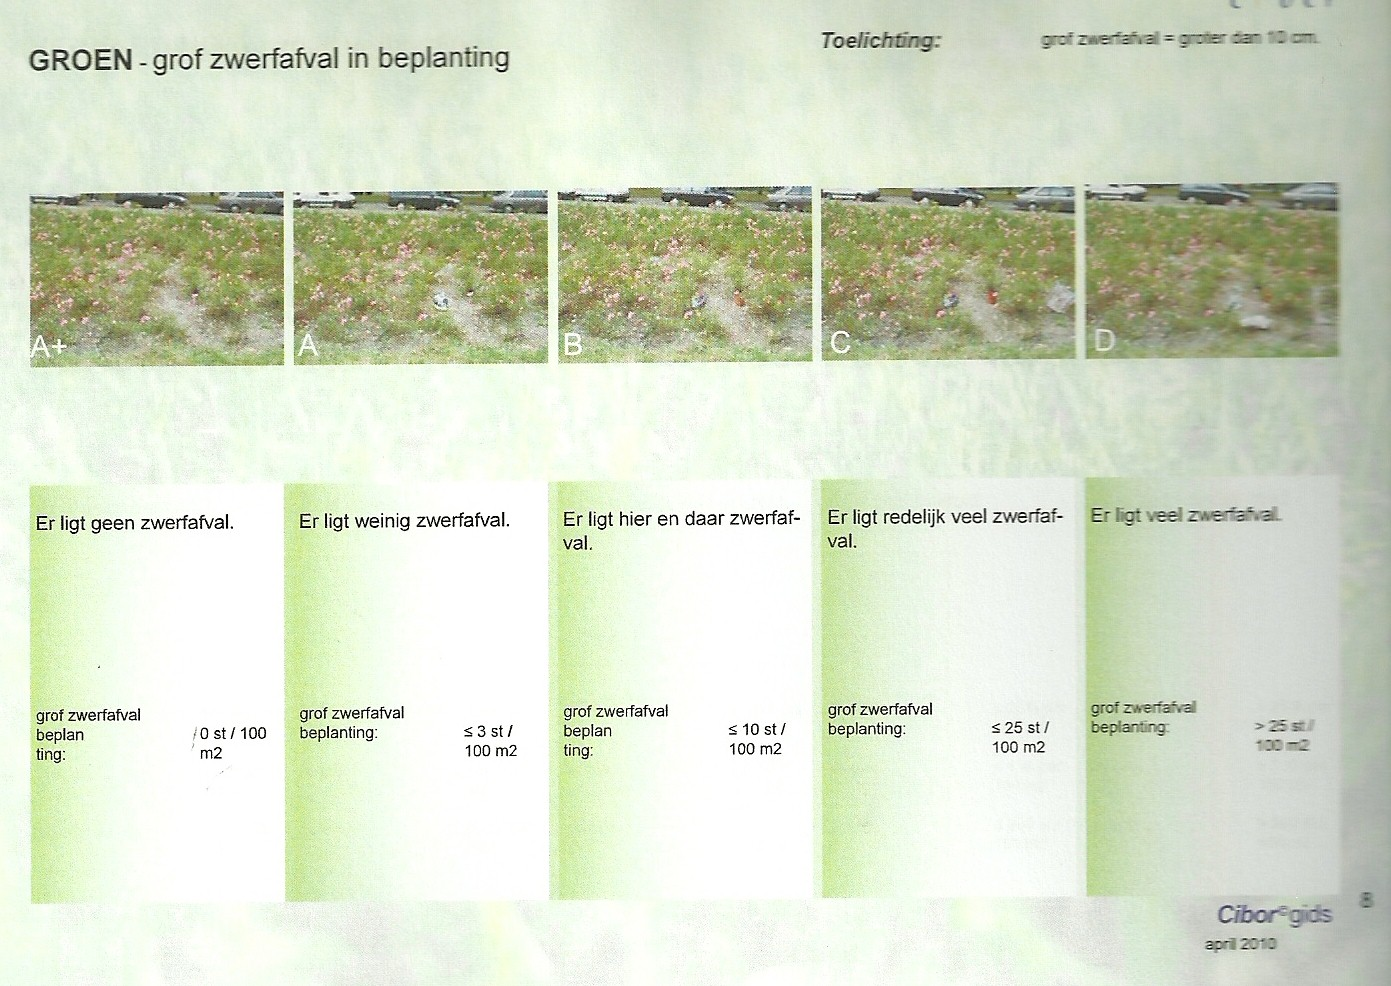 GROEN - grof zwerfafval in beplanting
Toelichting: grof zwerfafval = groter dan 10 cm.
A+
A
B
C
D
Er ligt geen zwerfafval.
grof zwerfafval
beplan
ting:
0 st / 100
m2
Er ligt weinig zwerfafval.
grof zwerfafval
beplanting:
≤ 3 st /
100 m2
Er ligt hier en daar zwerfaf-
val.
grof zwerfafval
beplan
ting:
≤ 10 st /
100 m2
Er ligt redelijk veel zwerfaf-
val.
grof zwerfafval
beplanting:
≤ 25 st /
100 m2
Er ligt veel zwerfafval.
grof zwerfafval
beplanting:
> 25 st /
100 m2
Cibor©gids
april 2010
8